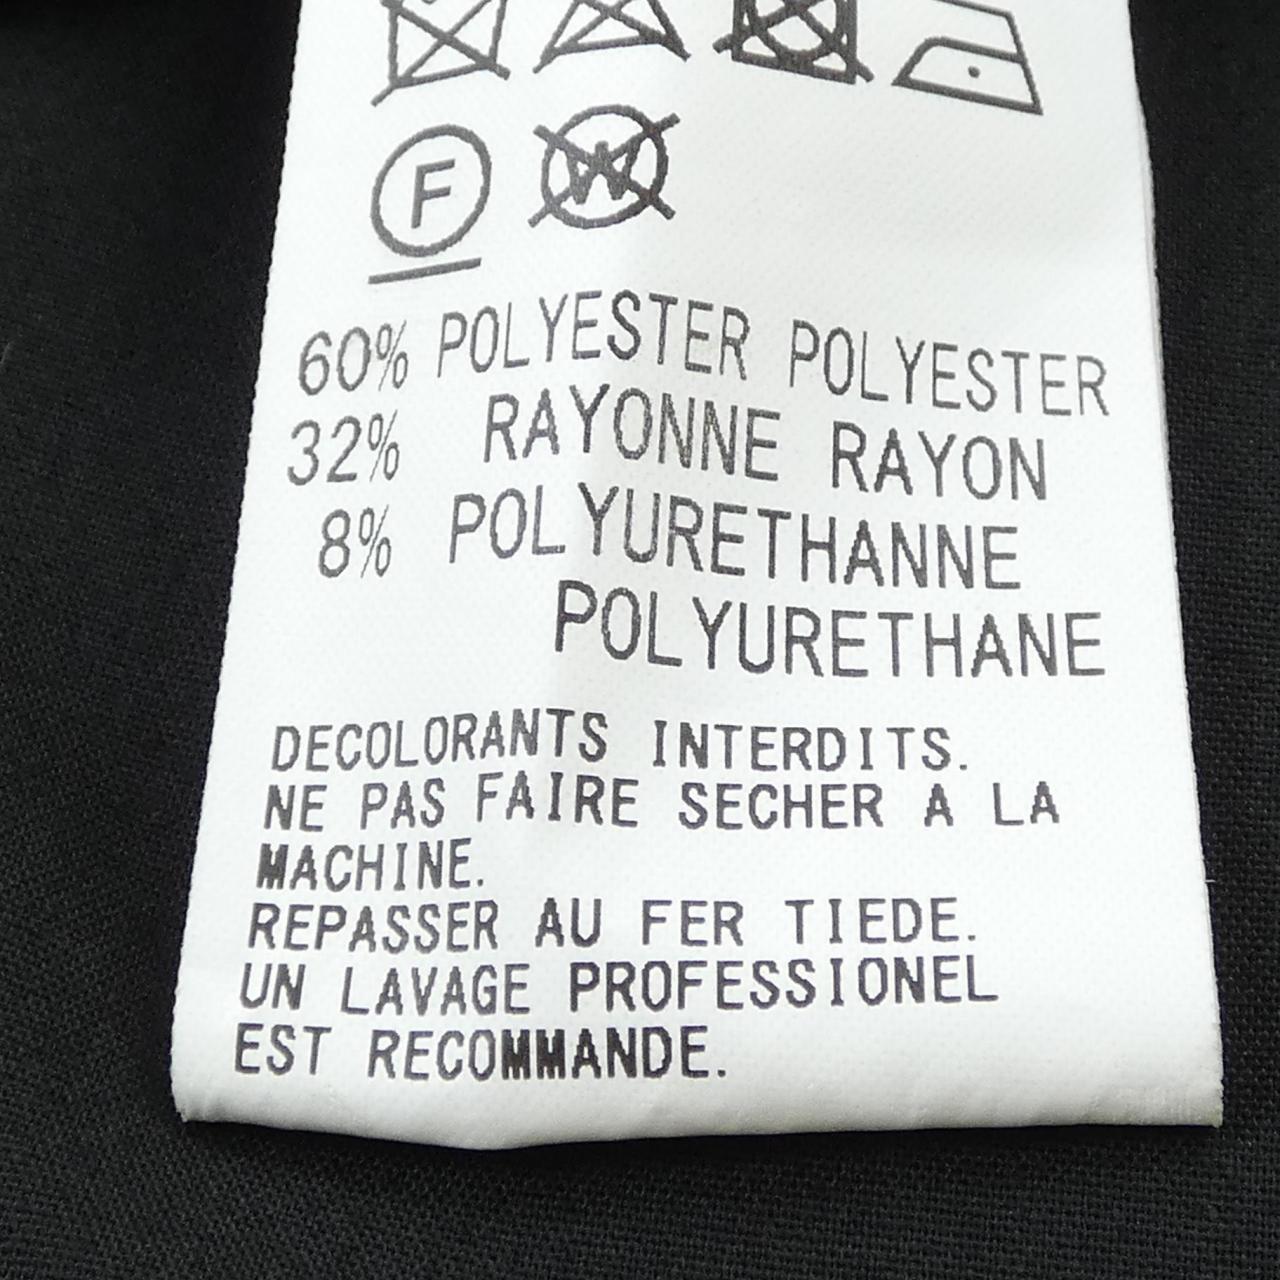 F W
60% POLYESTER POLYESTER
32% RAYONNE RAYON
8% POLYURETHANNE
POLYURETHANE
DECOLORANTS INTERDITS.
NE PAS FAIRE SECHER A LA
MACHINE.
REPASSER AU FER TIEDE.
UN LAVAGE PROFESSIONEL
EST RECOMMANDE.